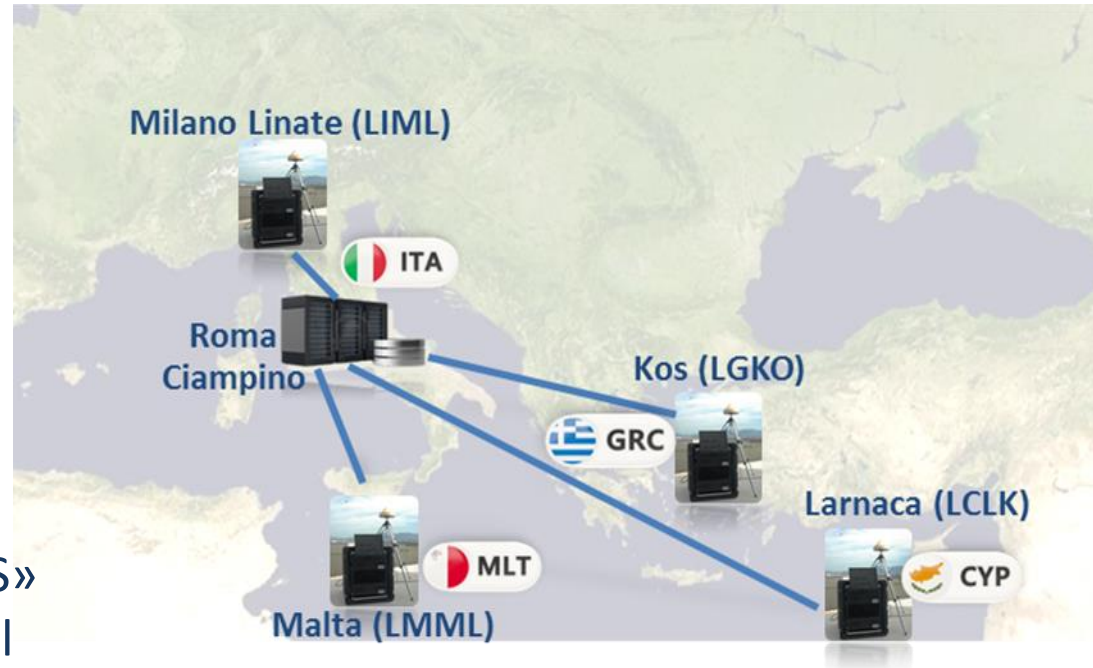 Milano Linate (LIML)
ITA
Roma
Ciampino
Kos (LGKO)
GRC
Larnaca (LCLK)
CYP
MLT
Malta (LMML)
S»
l